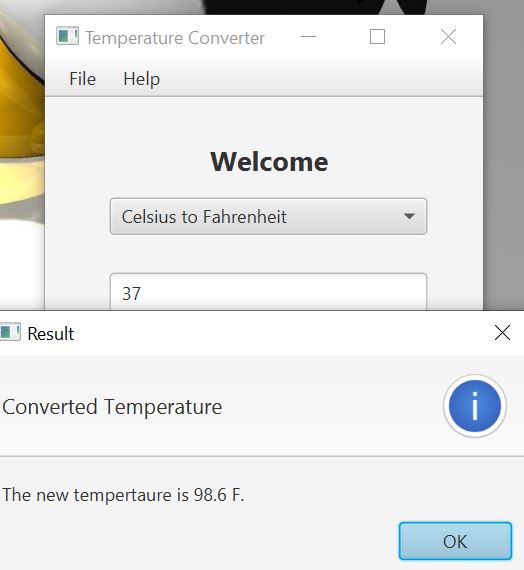 Temperature Converter
File Help
Welcome
Celsius to Fahrenheit
37
Result
Converted Temperature
i
The new tempertaure is 98.6 F.
OK